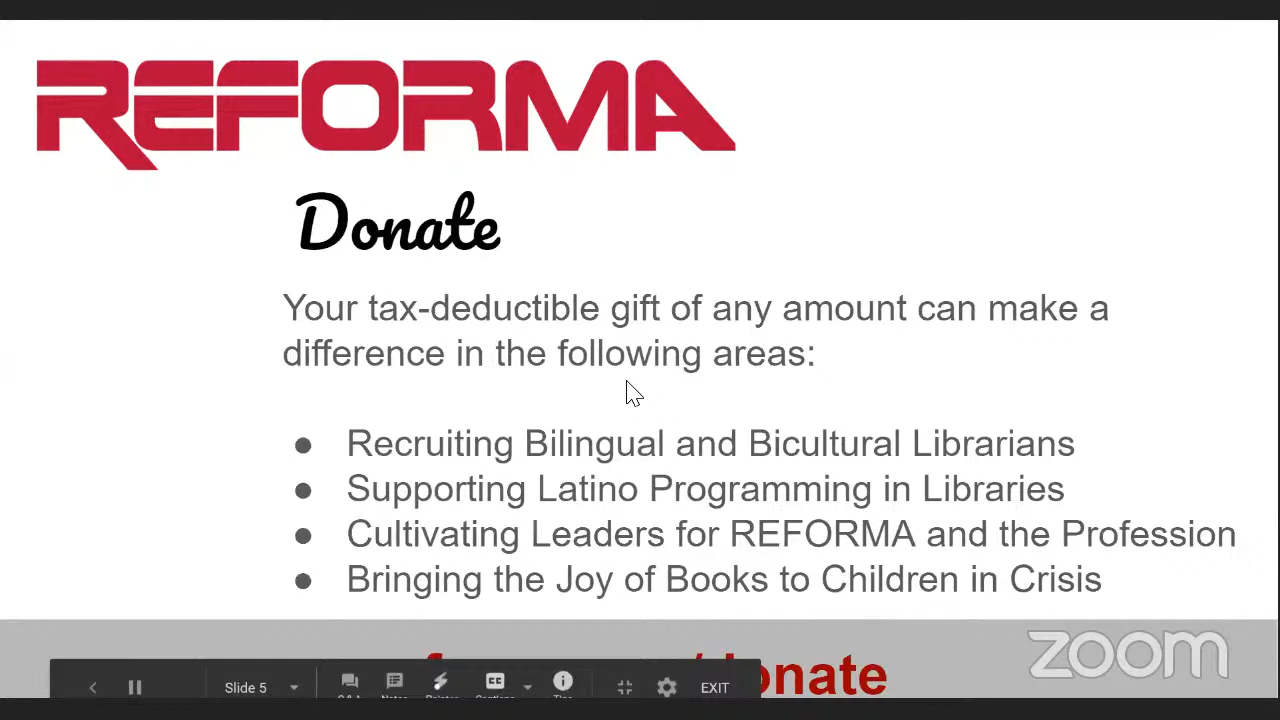 REFORMA
Donate
Your tax-deductible gift of any amount can make a
difference in the following areas:
● Recruiting Bilingual and Bicultural Librarians
● Supporting Latino Programming in Libraries
● Cultivating Leaders for REFORMA and the Profession
● Bringing the Joy of Books to Children in Crisis
zoom
Slide 5 EXIT